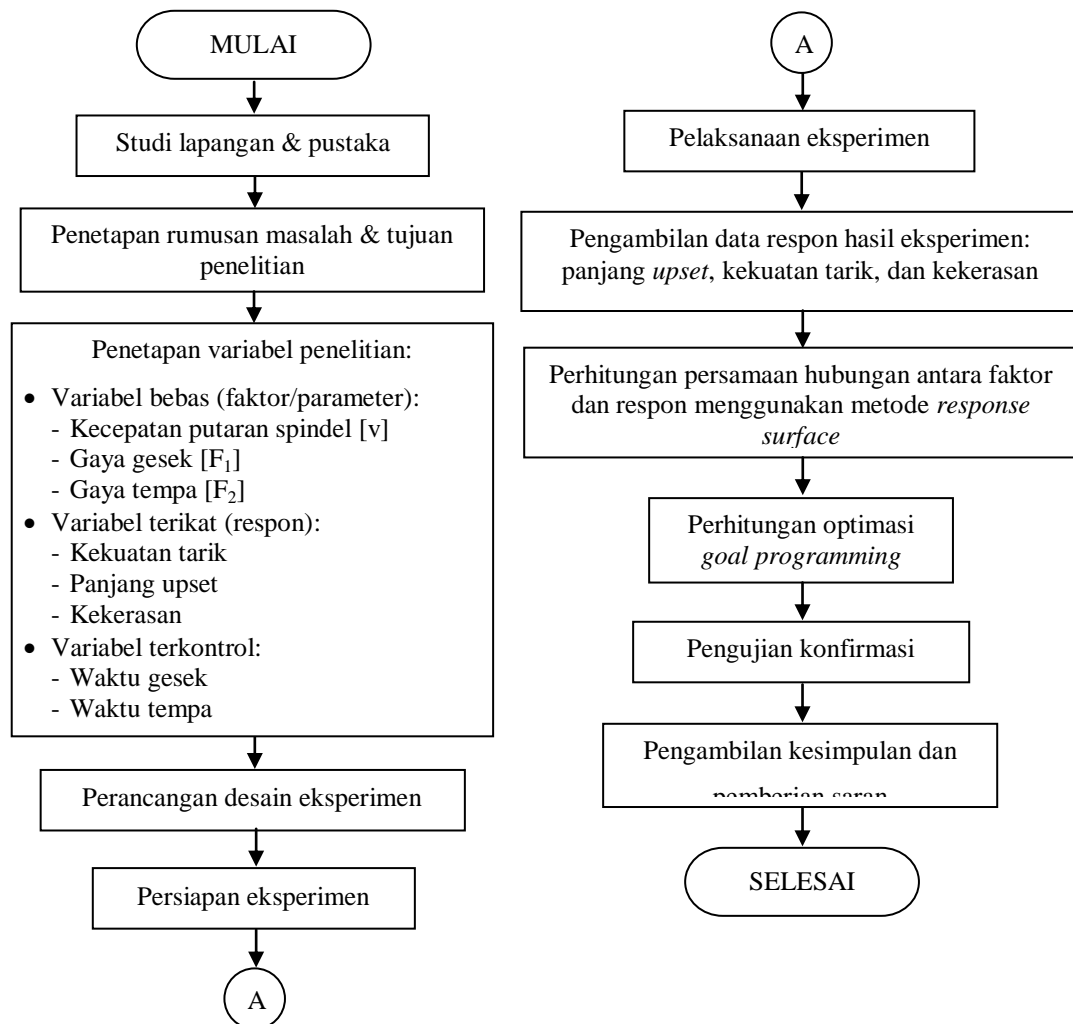 MULAI
Studi lapangan & pustaka
Penetapan rumusan masalah & tujuan
penelitian
Penetapan variabel penelitian:
• Variabel bebas (faktor/parameter):
- Kecepatan putaran spindel [v]
- Gaya gesek [F₁]
- Gaya tempa [F₂]
• Variabel terikat (respon):
- Kekuatan tarik
- Panjang upset
- Kekerasan
• Variabel terkontrol:
- Waktu gesek
- Waktu tempa
Perancangan desain eksperimen
Persiapan eksperimen
A
A
Pelaksanaan eksperimen
Pengambilan data respon hasil eksperimen:
panjang upset, kekuatan tarik, dan kekerasan
Perhitungan persamaan hubungan antara faktor
dan respon menggunakan metode response
surface
Perhitungan optimasi
goal programming
Pengujian konfirmasi
Pengambilan kesimpulan dan
pemberian saran
SELESAI